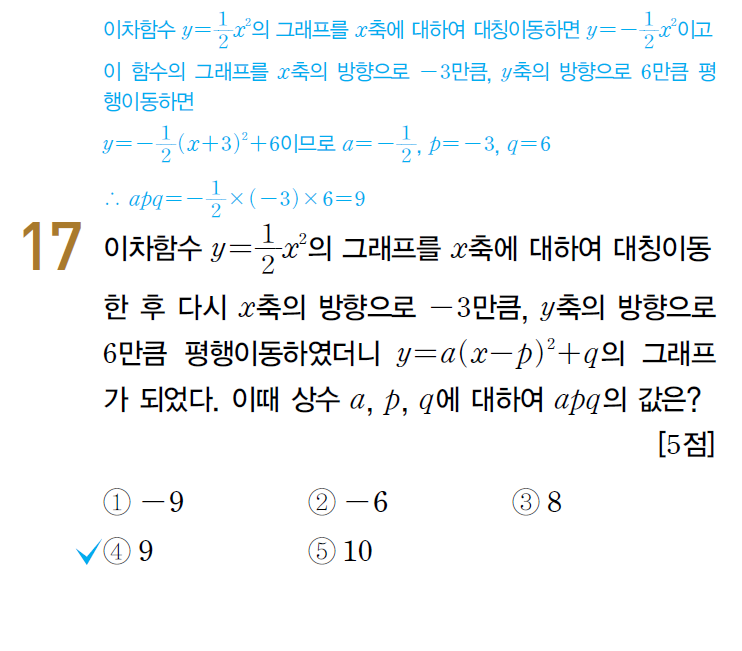 이차함수 y=1/2x²의 그래프를 x축에 대하여 대칭이동하면 y=-1/2x²이고
이 함수의 그래프를 x축의 방향으로 -3만큼, y축의 방향으로 6만큼 평
행이동하면
y=-1/2(x+3)²+6이므로 a=-1/2, p=-3, q=6
∴ apq=-1/2×(-3)×6=9
17 이차함수 y=1/2x²의 그래프를 x축에 대하여 대칭이동
한 후 다시 x축의 방향으로 -3만큼, y축의 방향으로
6만큼 평행이동하였더니 y=a(x-p)²+q의 그래프
가 되었다. 이때 상수 a, p, q에 대하여 apq의 값은?
[5점]
① -9 ② -6 ③ 8
④ 9 ⑤ 10